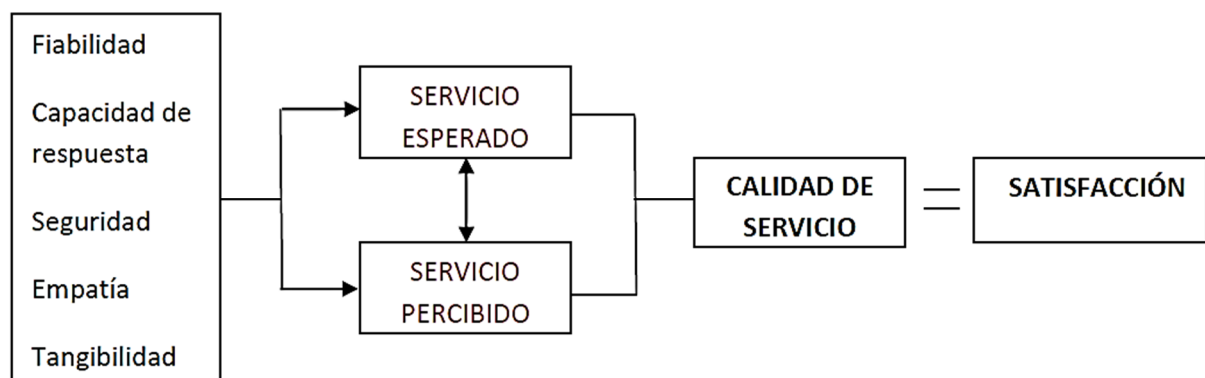 Fiabilidad
Capacidad de
respuesta
Seguridad
Empatía
Tangibilidad
SERVICIO
ESPERADO
SERVICIO
PERCIBIDO
CALIDAD DE
SERVICIO
=
SATISFACCIÓN